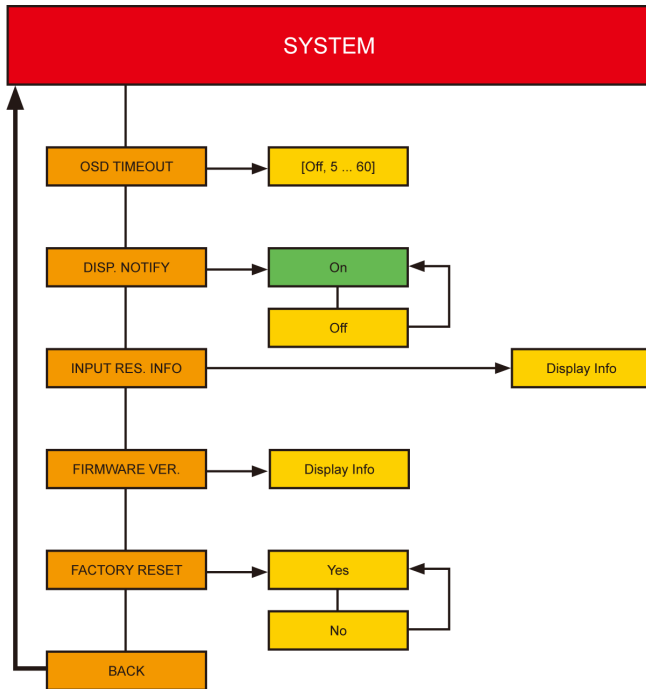 SYSTEM
OSD TIMEOUT
[Off, 5 ... 60]
DISP. NOTIFY
On
Off
INPUT RES. INFO
Display Info
FIRMWARE VER.
Display Info
FACTORY RESET
Yes
No
BACK